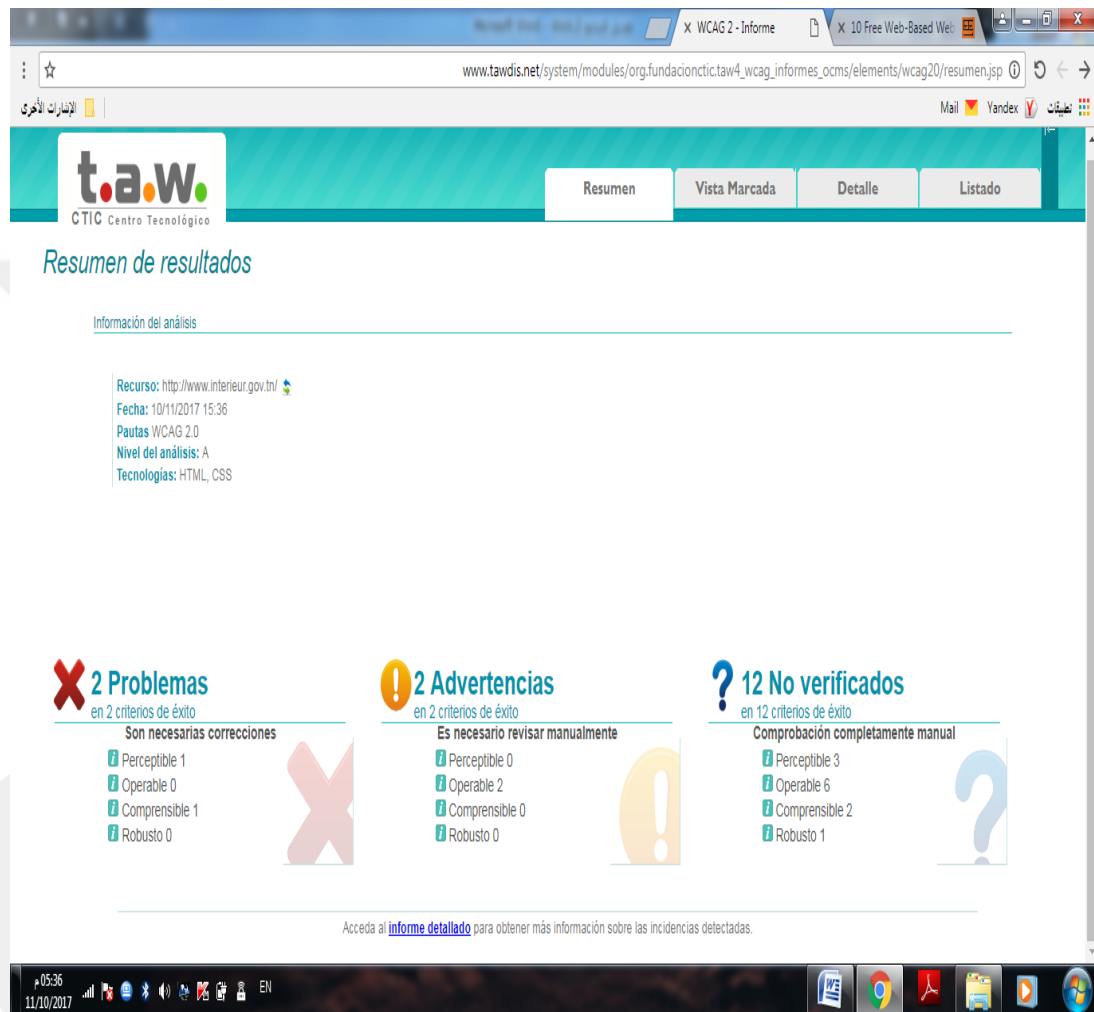 WCAG 2 - Informe
10 Free Web-Based Web
www.tawdis.net/system/modules/org.fundacionctic.taw4_wcag_informes_ocms/elements/wcag20/resumen.jsp
الإشارات الأخرى
Mail
Yandex
تطبيقات
t.a.w.
CTIC Centro Tecnológico
Resumen
Vista Marcada
Detalle
Listado
Resumen de resultados
Información del análisis
Recurso: http://www.interieur.gov.tn/
Fecha: 10/11/2017 15:36
Pautas WCAG 2.0
Nivel del análisis: A
Tecnologías: HTML, CSS
2 Problemas
en 2 criterios de éxito
Son necesarias correcciones
Perceptible 1
Operable 0
Comprensible 1
Robusto 0
2 Advertencias
en 2 criterios de éxito
Es necesario revisar manualmente
Perceptible 0
Operable 2
Comprensible 0
Robusto 0
12 No verificados
en 12 criterios de éxito
Comprobación completamente manual
Perceptible 3
Operable 6
Comprensible 2
Robusto 1
Acceda al informe detallado para obtener más información sobre las incidencias detectadas.
05:36 م
11/10/2017
EN